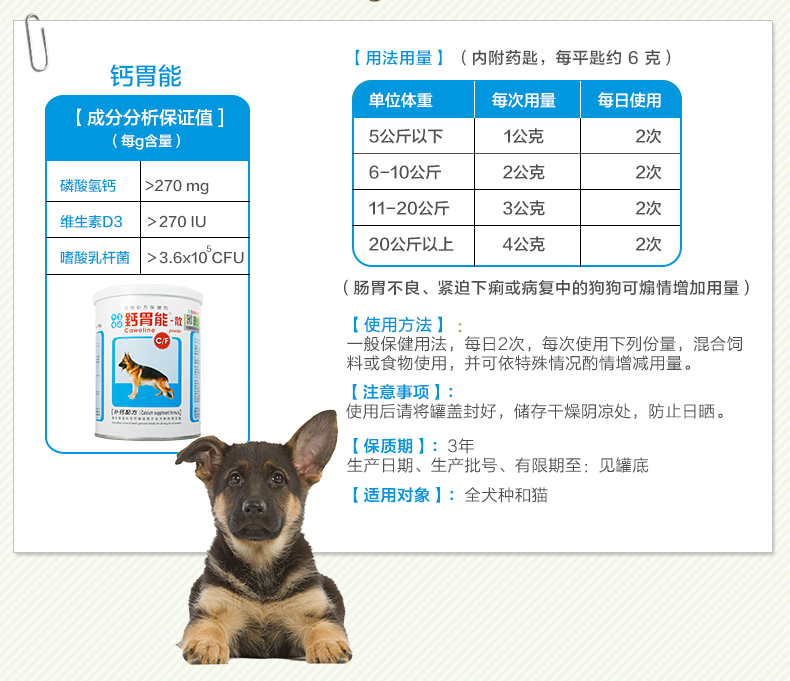 钙胃能
【 成分分析保证值 】
（ 每g含量 ）
磷酸氢钙 >270 mg
维生素D3 >270 IU
嗜酸乳杆菌 >3.6x10⁵CFU
鈣胃能-散
Caweline powder
C/F
【补钙配方】(Calcium suppliment formula)
【 用法用量 】（ 内附药匙，每平匙约 6 克 ）
单位体重 每次用量 每日使用
5公斤以下 1公克 2次
6-10公斤 2公克 2次
11-20公斤 3公克 2次
20公斤以上 4公克 2次
（ 肠胃不良、紧迫下痢或病复中的狗狗可煽情增加用量 ）
【 使用方法 】：
一般保健用法，每日2次，每次使用下列份量，混合饲
料或食物使用，并可依特殊情况酌情增减用量。
【 注意事项 】：
使用后请将罐盖封好，储存干燥阴凉处，防止日晒。
【 保质期 】：3年
生产日期、生产批号、有限期至：见罐底
【 适用对象 】：全犬种和猫